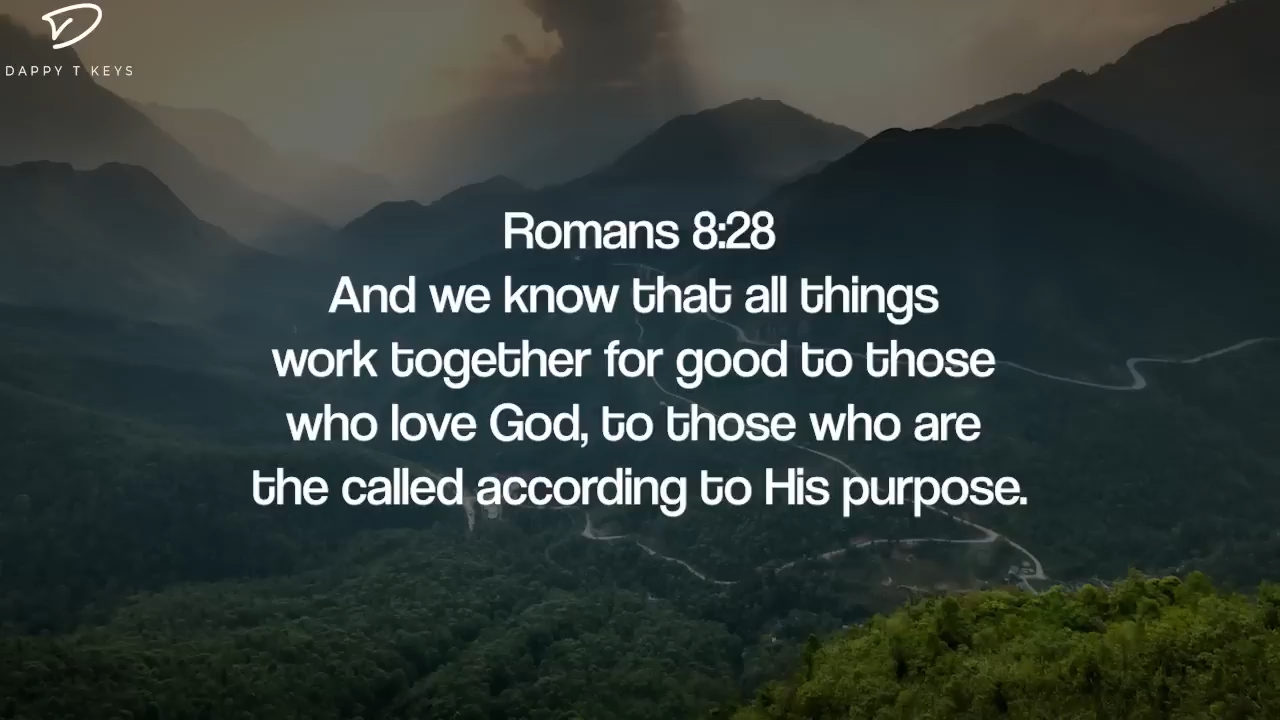 DAPPY T KEYS
Romans 8:28
And we know that all things
work together for good to those
who love God, to those who are
the called according to His purpose.